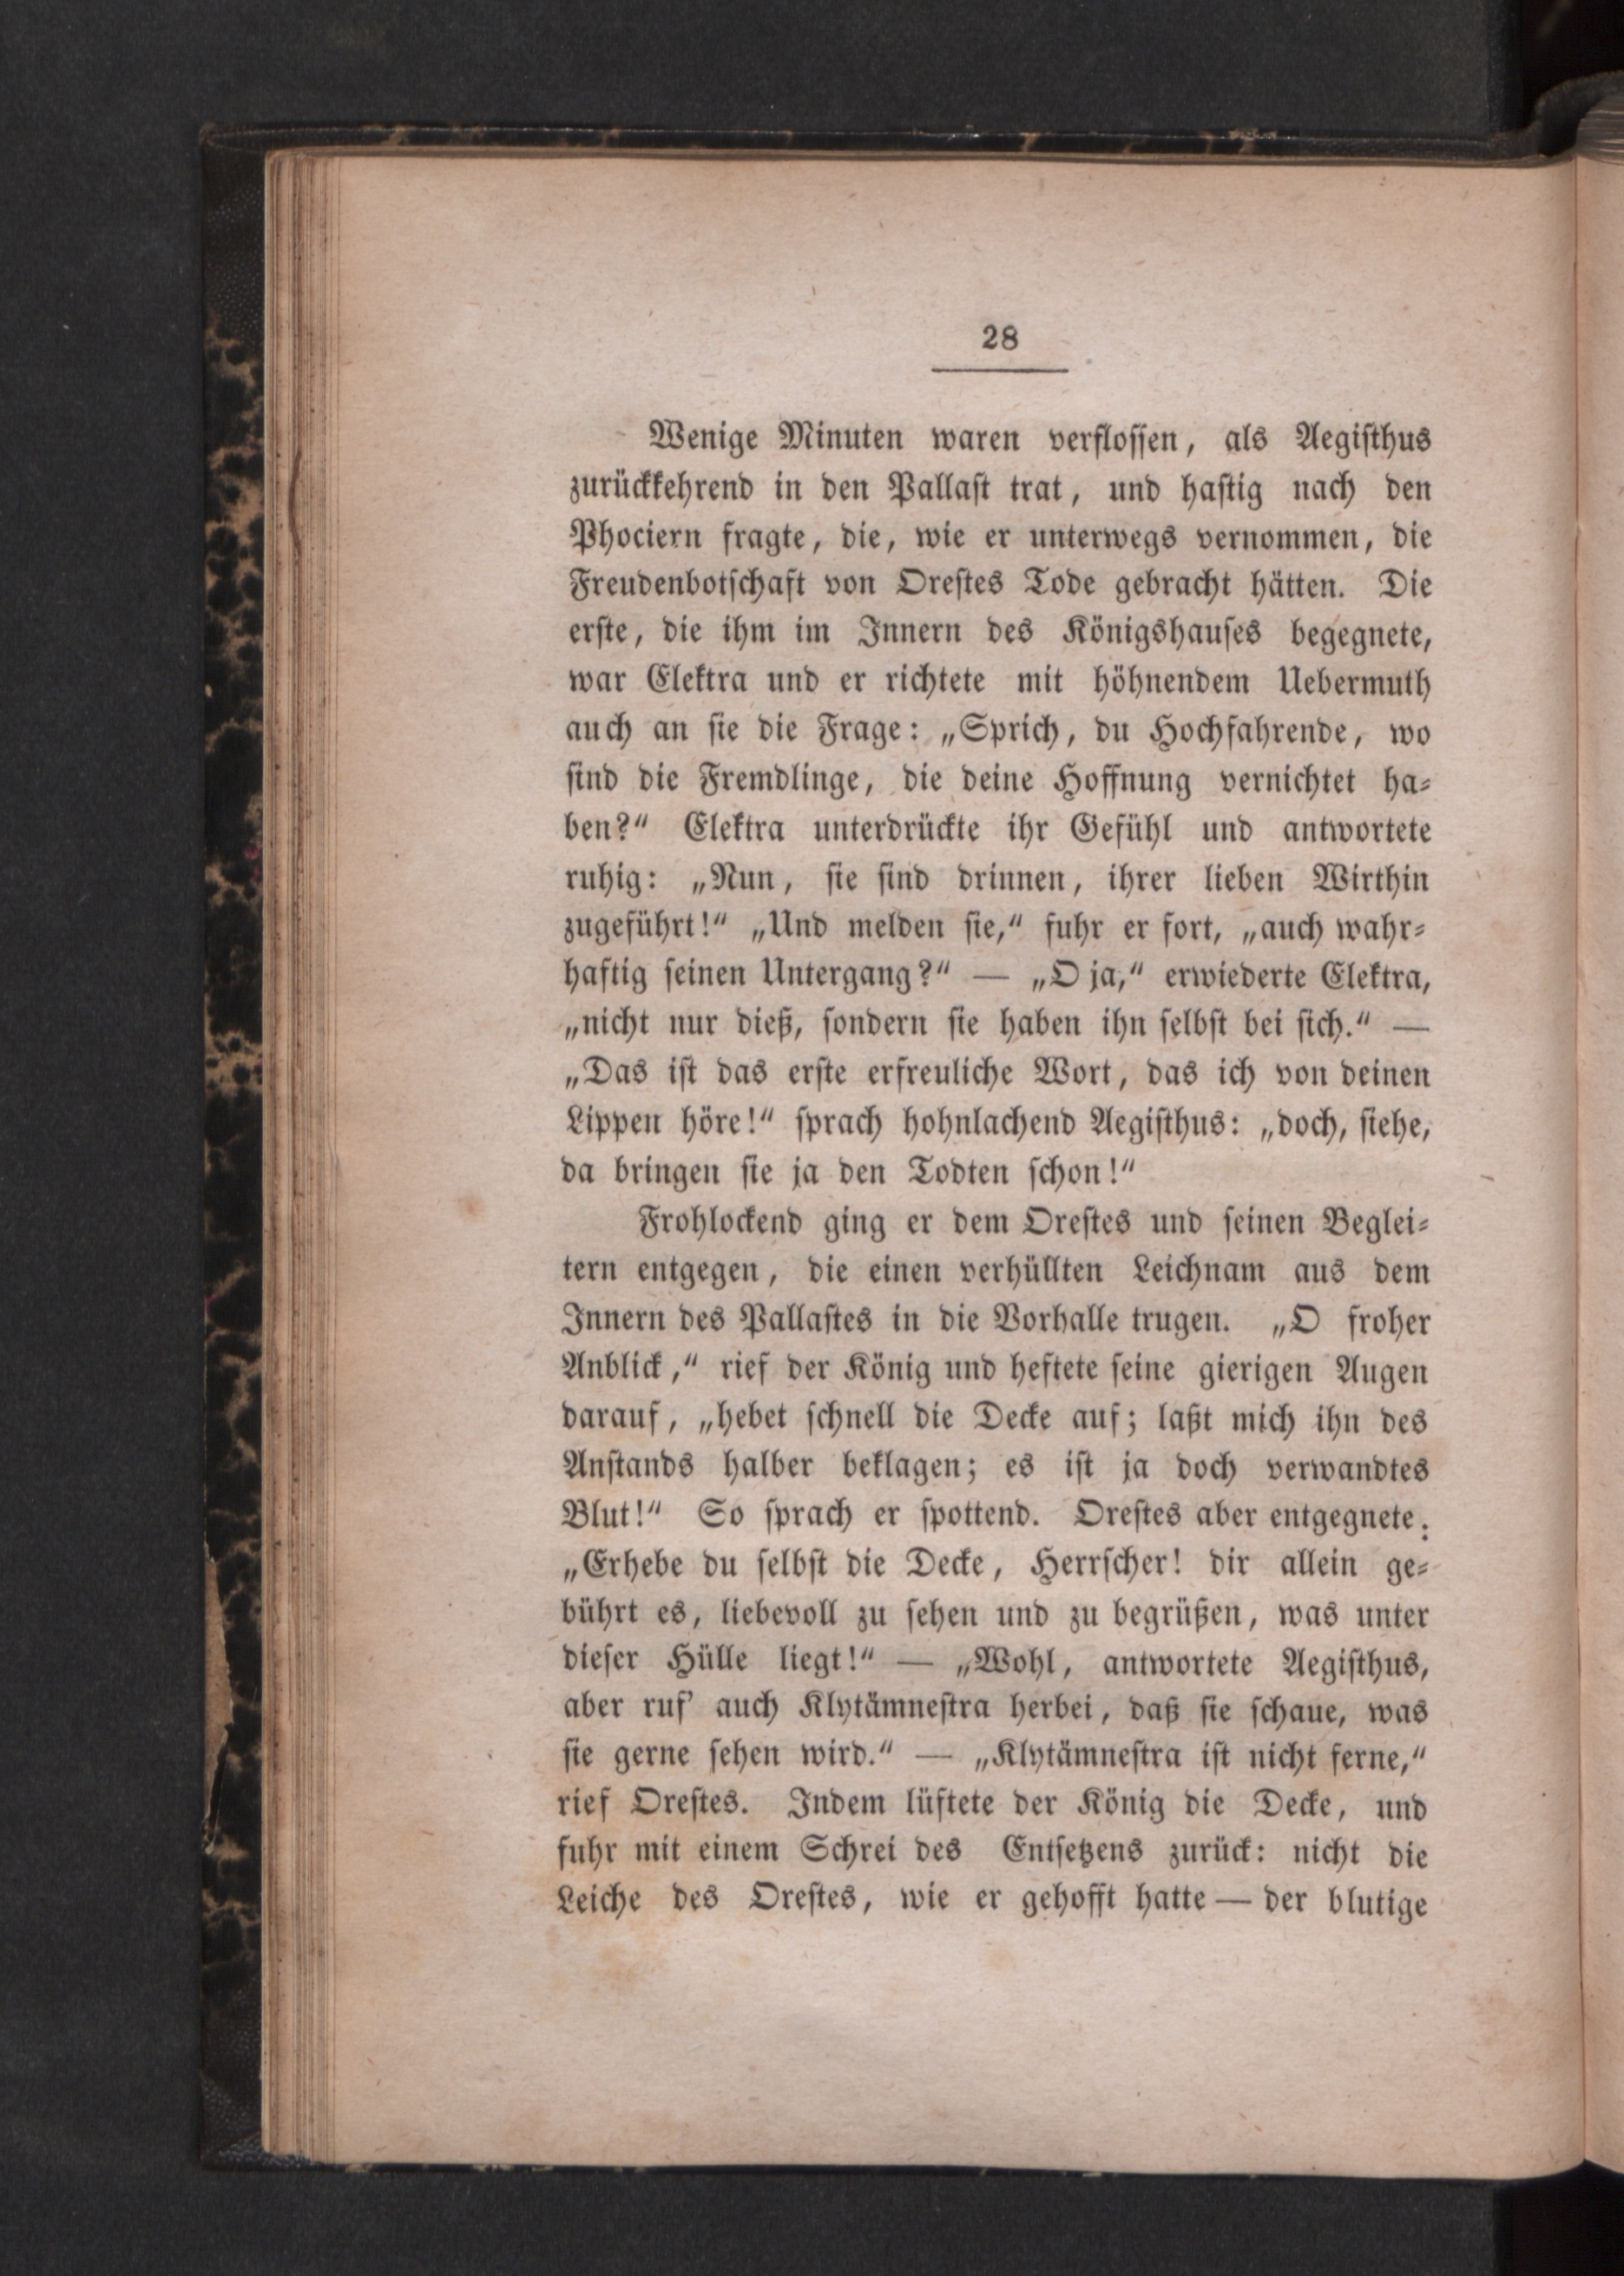 28
Wenige Minuten waren verflossen, als Aegisthus
zurückkehrend in den Pallast trat, und hastig nach den
Phociern fragte, die, wie er unterwegs vernommen, die
Freudenbotschaft von Orestes Tode gebracht hätten. Die
erste, die ihm im Innern des Königshauses begegnete,
war Elektra und er richtete mit höhnendem Uebermuth
auch an sie die Frage: „Sprich, du Hochfahrende, wo
sind die Fremdlinge, die deine Hoffnung vernichtet ha-
ben?“ Elektra unterdrückte ihr Gefühl und antwortete
ruhig: „Nun, sie sind drinnen, ihrer lieben Wirthin
zugeführt!“ „Und melden sie,“ fuhr er fort, „auch wahr-
haftig seinen Untergang?“ — „O ja,“ erwiederte Elektra,
„nicht nur dieß, sondern sie haben ihn selbst bei sich.“ —
„Das ist das erste erfreuliche Wort, das ich von deinen
Lippen höre!“ sprach hohnlachend Aegisthus: „doch, siehe,
da bringen sie ja den Todten schon!“
Frohlockend ging er dem Orestes und seinen Beglei-
tern entgegen, die einen verhüllten Leichnam aus dem
Innern des Pallastes in die Vorhalle trugen. „O froher
Anblick,“ rief der König und heftete seine gierigen Augen
darauf, „hebet schnell die Decke auf; laßt mich ihn des
Anstands halber beklagen; es ist ja doch verwandtes
Blut!“ So sprach er spottend. Orestes aber entgegnete:
„Erhebe du selbst die Decke, Herrscher! dir allein ge-
bührt es, liebevoll zu sehen und zu begrüßen, was unter
dieser Hülle liegt!“ — „Wohl, antwortete Aegisthus,
aber ruf’ auch Klytämnestra herbei, daß sie schaue, was
sie gerne sehen wird.“ — „Klytämnestra ist nicht ferne,“
rief Orestes. Indem lüftete der König die Decke, und
fuhr mit einem Schrei des Entsetzens zurück: nicht die
Leiche des Orestes, wie er gehofft hatte — der blutige